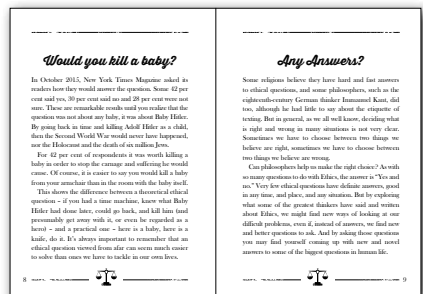 Would you kill a baby?
In October 2015, New York Times Magazine asked its
readers how they would answer the question. Some 42 per
cent said yes, 30 per cent said no and 28 per cent were not
sure. These are remarkable results until you realize that the
question was not about any baby, it was about Baby Hitler.
By going back in time and killing Adolf Hitler as a child,
then the Second World War would never have happened,
nor the Holocaust and the death of six million Jews.
For 42 per cent of respondents it was worth killing a
baby in order to stop the carnage and suffering he would
cause. Of course, it is easier to say you would kill a baby
from your armchair than in the room with the baby itself.
This shows the difference between a theoretical ethical
question – if you had a time machine, knew what Baby
Hitler had done later, could go back, and kill him (and
presumably get away with it, or even be regarded as a
hero) – and a practical one – here is a baby, here is a
knife, do it. It's always important to remember that an
ethical question viewed from afar can seem much easier
to solve than ones we have to tackle in our own lives.
8
Any Answers?
Some religions believe they have hard and fast answers
to ethical questions, and some philosophers, such as the
eighteenth-century German thinker Immanuel Kant, did
too, although he had little to say about the etiquette of
texting. But in general, as we all well know, deciding what
is right and wrong in many situations is not very clear.
Sometimes we have to choose between two things we
believe are right, sometimes we have to choose between
two things we believe are wrong.
Can philosophers help us make the right choice? As with
so many questions to do with Ethics, the answer is “Yes and
no.” Very few ethical questions have definite answers, good
in any time, and place, and any situation. But by exploring
what some of the greatest thinkers have said and written
about Ethics, we might find new ways of looking at our
difficult problems, even if, instead of answers, we find new
and better questions to ask. And by asking those questions
you may find yourself coming up with new and novel
answers to some of the biggest questions in human life.
9